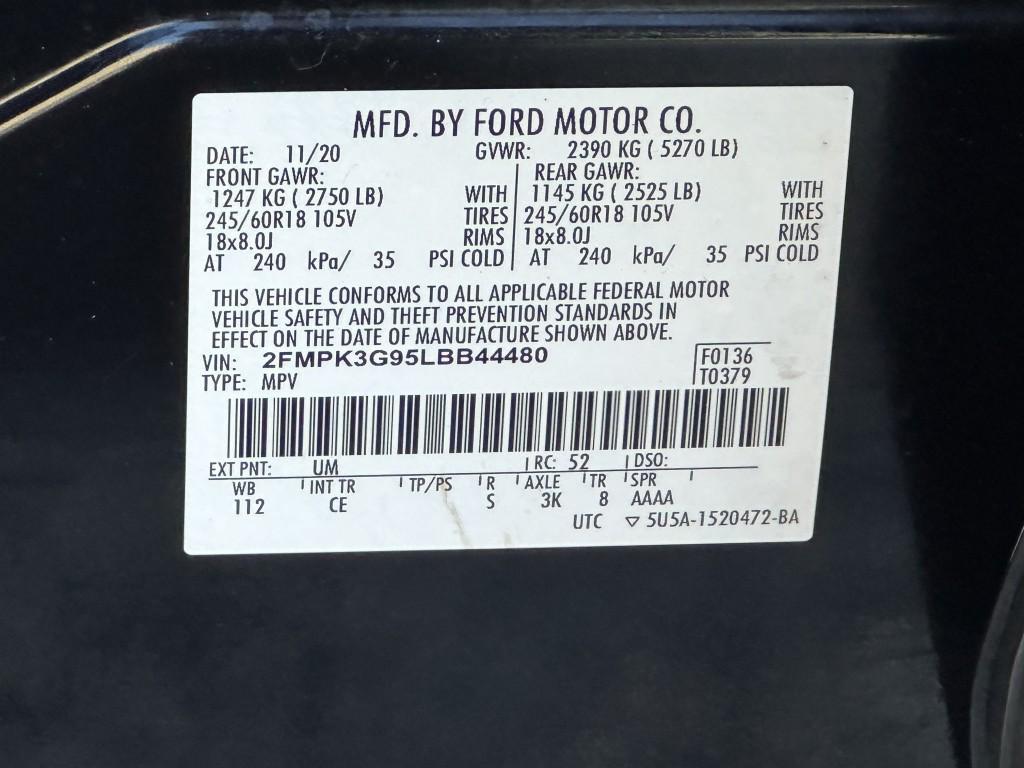 MFD. BY FORD MOTOR CO.
DATE: 11/20 GVWR: 2390 KG ( 5270 LB)
FRONT GAWR: REAR GAWR:
1247 KG ( 2750 LB) WITH 1145 KG ( 2525 LB) WITH
245/60R18 105V TIRES 245/60R18 105V TIRES
18x8.0J RIMS 18x8.0J RIMS
AT 240 kPa/ 35 PSI COLD AT 240 kPa/ 35 PSI COLD
THIS VEHICLE CONFORMS TO ALL APPLICABLE FEDERAL MOTOR
VEHICLE SAFETY AND THEFT PREVENTION STANDARDS IN
EFFECT ON THE DATE OF MANUFACTURE SHOWN ABOVE.
VIN: 2FMPK3G95LBB44480 F0136
TYPE: MPV T0379
EXT PNT: UM RC: 52 DSO:
WB INT TR TP/PS R AXLE TR SPR
112 CE S 3K 8 AAAA
UTC ▽ 5U5A-1520472-BA